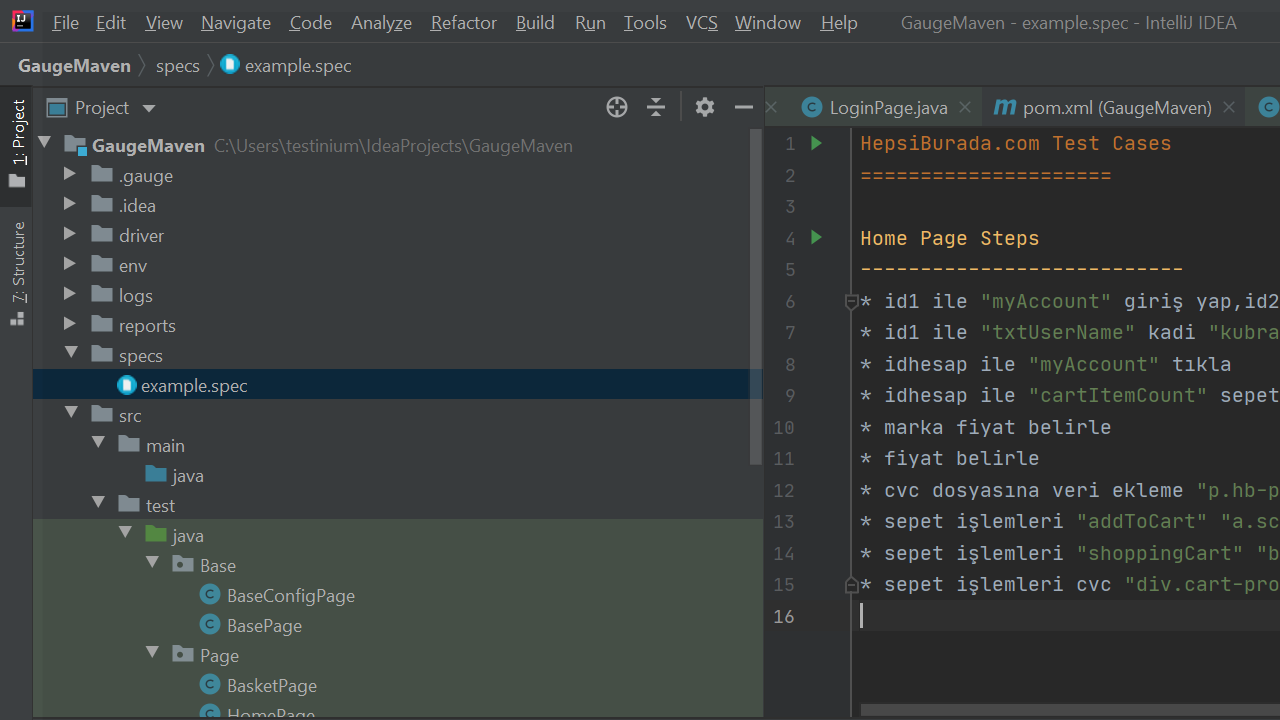 File Edit View Navigate Code Analyze Refactor Build Run Tools VCS Window Help GaugeMaven - example.spec - IntelliJ IDEA
GaugeMaven specs example.spec
1: Project
7: Structure
Project
GaugeMaven C:\Users\testinium\IdeaProjects\GaugeMaven
.gauge
.idea
driver
env
logs
reports
specs
example.spec
src
main
java
test
java
Base
BaseConfigPage
BasePage
Page
BasketPage
HomePage
LoginPage.java pom.xml (GaugeMaven)
1 HepsiBurada.com Test Cases
2 =====================
3
4 Home Page Steps
5 ---------------------------
6 * id1 ile "myAccount" giriş yap,id2
7 * id1 ile "txtUserName" kadi "kubra
8 * idhesap ile "myAccount" tıkla
9 * idhesap ile "cartItemCount" sepet
10 * marka fiyat belirle
11 * fiyat belirle
12 * cvc dosyasına veri ekleme "p.hb-p
13 * sepet işlemleri "addToCart" "a.sc
14 * sepet işlemleri "shoppingCart" "b
15 * sepet işlemleri cvc "div.cart-pro
16